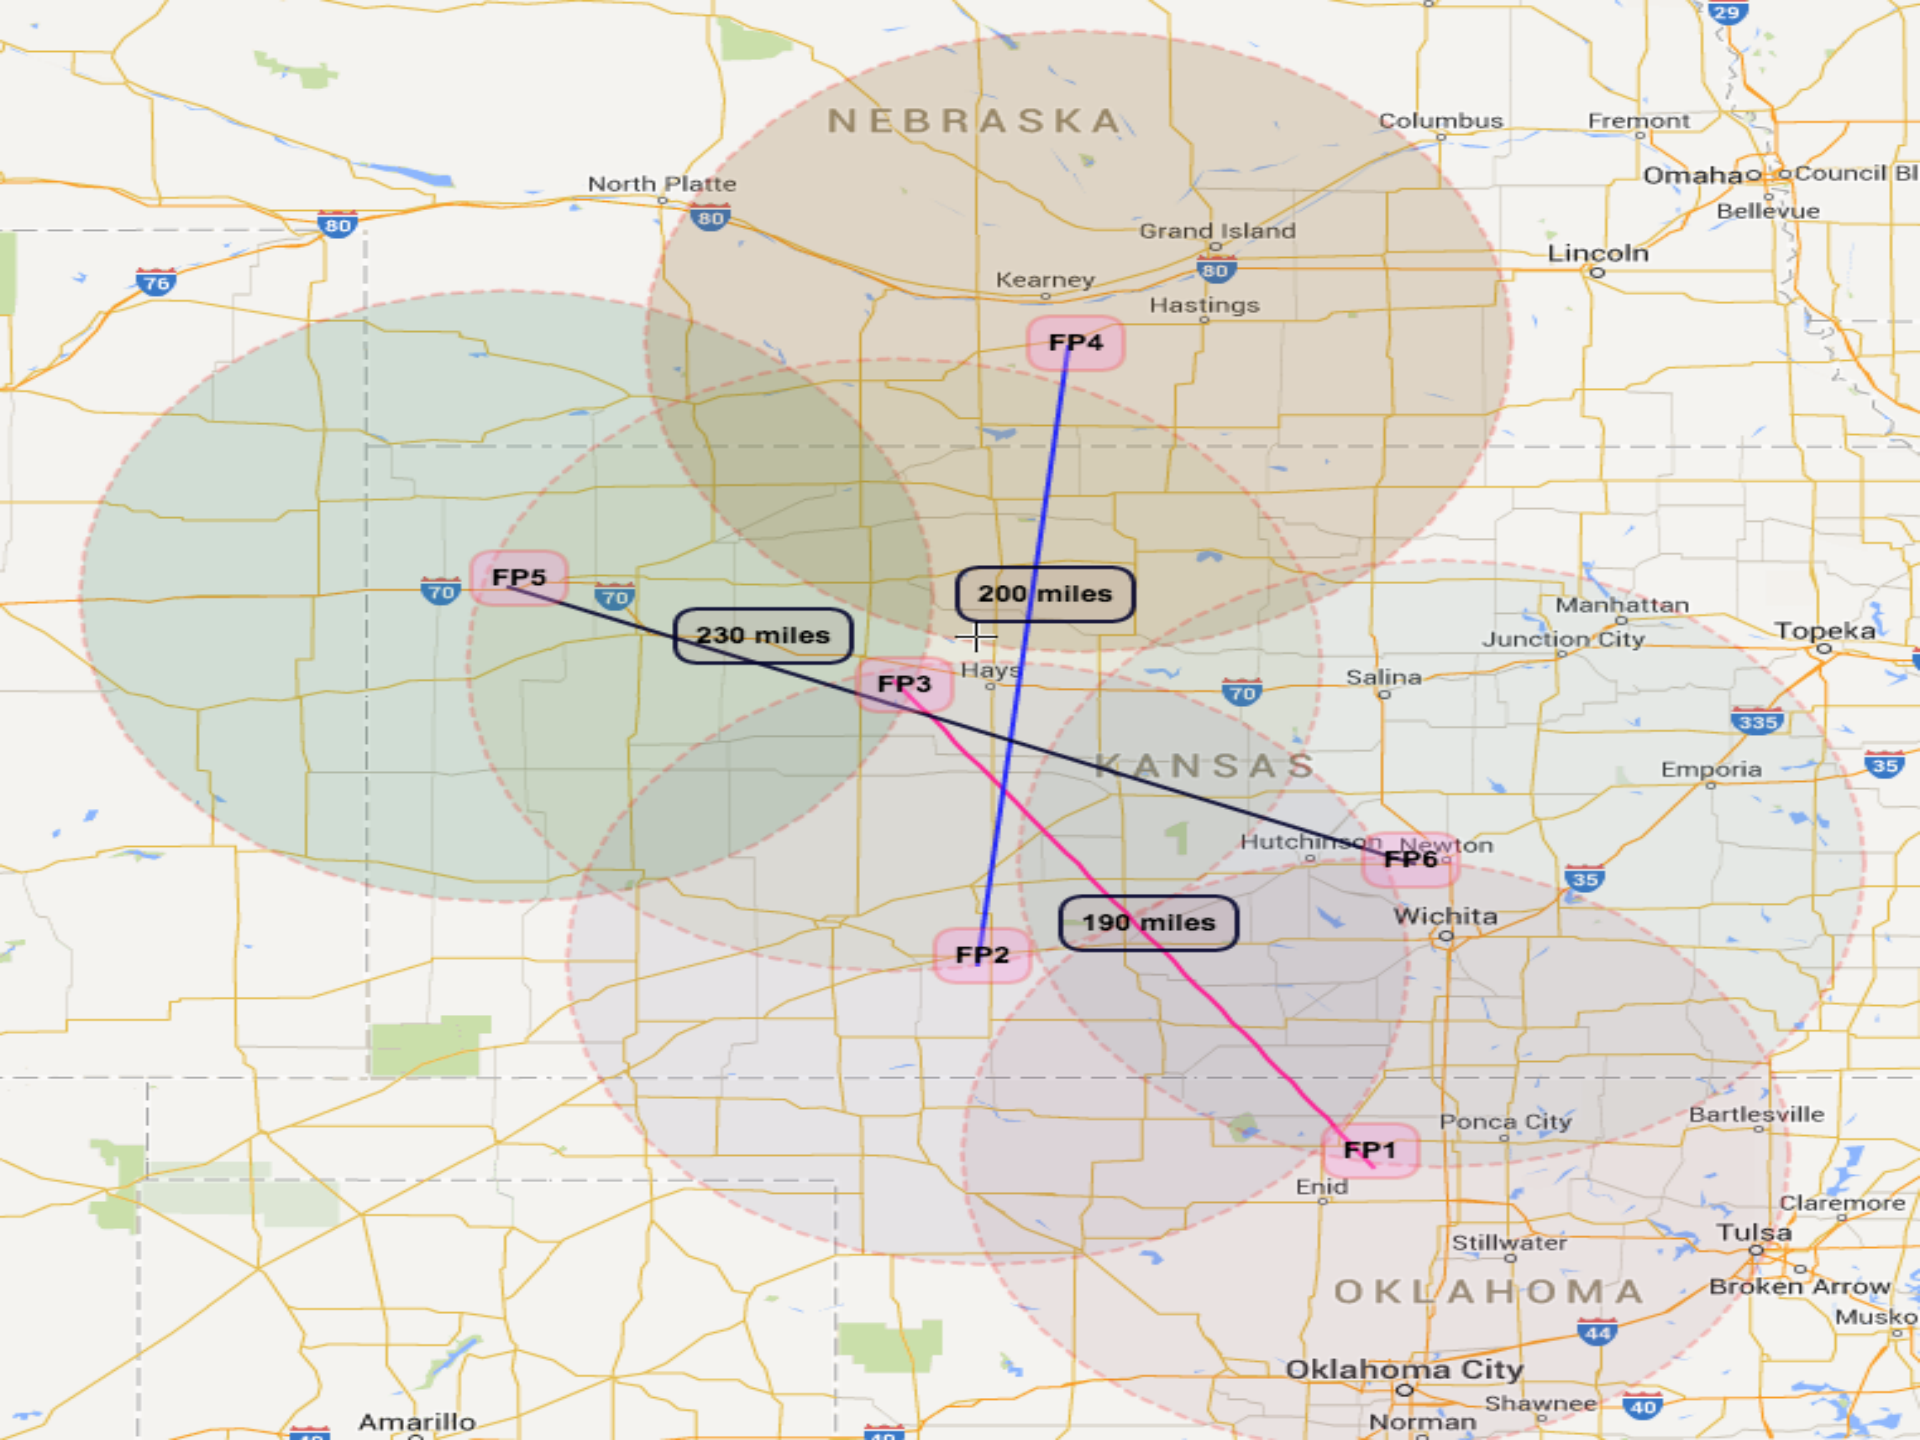 29
NEBRASKA
Columbus
Fremont
Omaha
Council Bl
North Platte
Bellevue
80
80
Grand Island
Lincoln
76
80
Kearney
Hastings
FP4
FP5
70
70
200 miles
Manhattan
230 miles
Junction City
Topeka
Hays
Salina
FP3
70
335
KANSAS
35
Emporia
Hutchinson
Newton
FP6
35
Wichita
190 miles
FP2
Bartlesville
Ponca City
FP1
Enid
Claremore
Tulsa
Stillwater
Broken Arrow
OKLAHOMA
Musko
44
Oklahoma City
Shawnee
40
Amarillo
Norman